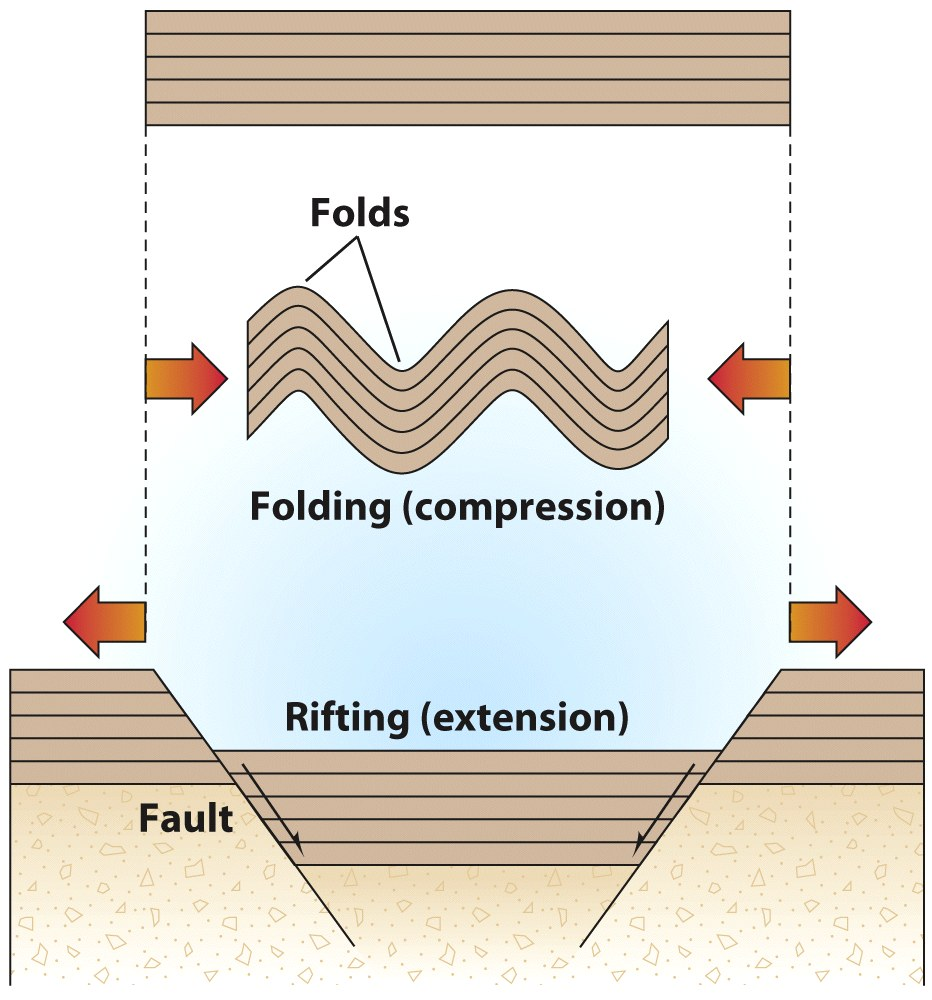 Folds
Folding (compression)
Rifting (extension)
Fault